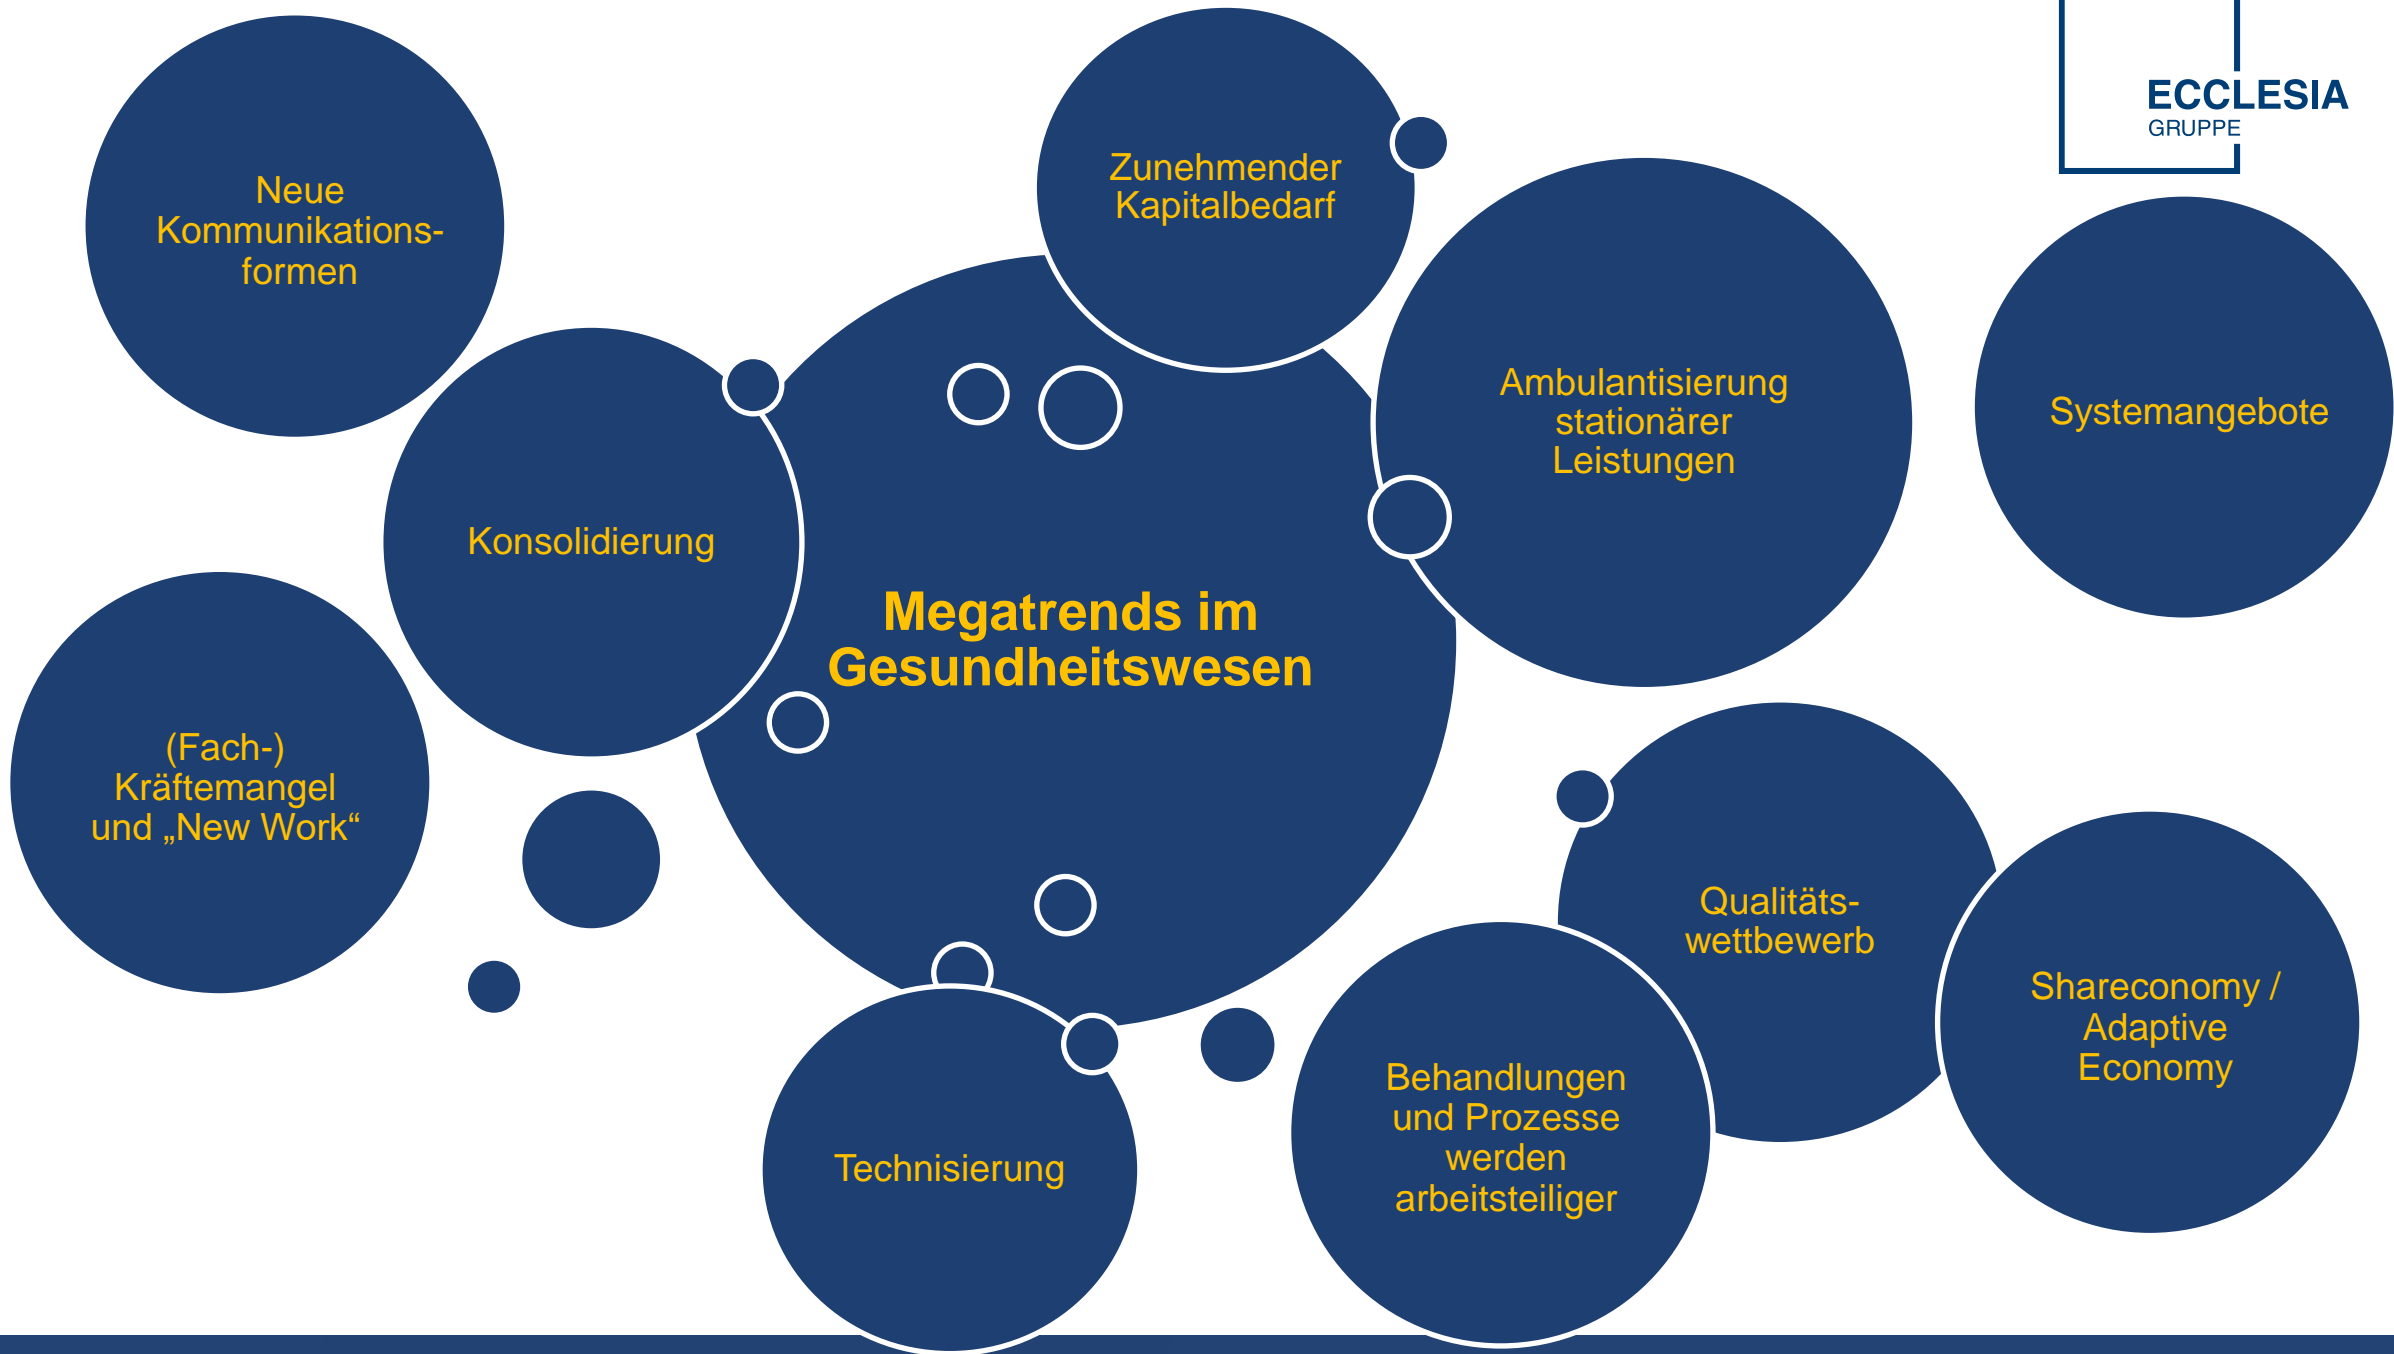 ECCLESIA
GRUPPE
Neue
Kommunikations-
formen
Zunehmender
Kapitalbedarf
Ambulantisierung
stationärer
Leistungen
Systemangebote
Konsolidierung
Megatrends im
Gesundheitswesen
(Fach-)
Kräftemangel
und „New Work“
Qualitäts-
wettbewerb
Shareconomy /
Adaptive
Economy
Behandlungen
und Prozesse
werden
arbeitsteiliger
Technisierung